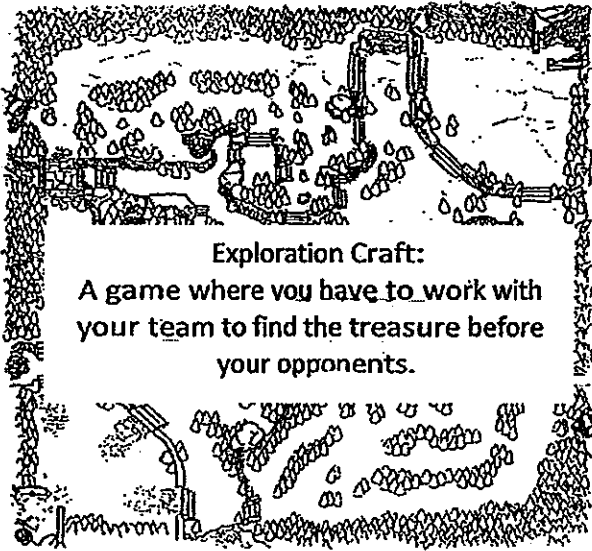 Exploration Craft:
A game where you have to work with
your team to find the treasure before
your opponents.